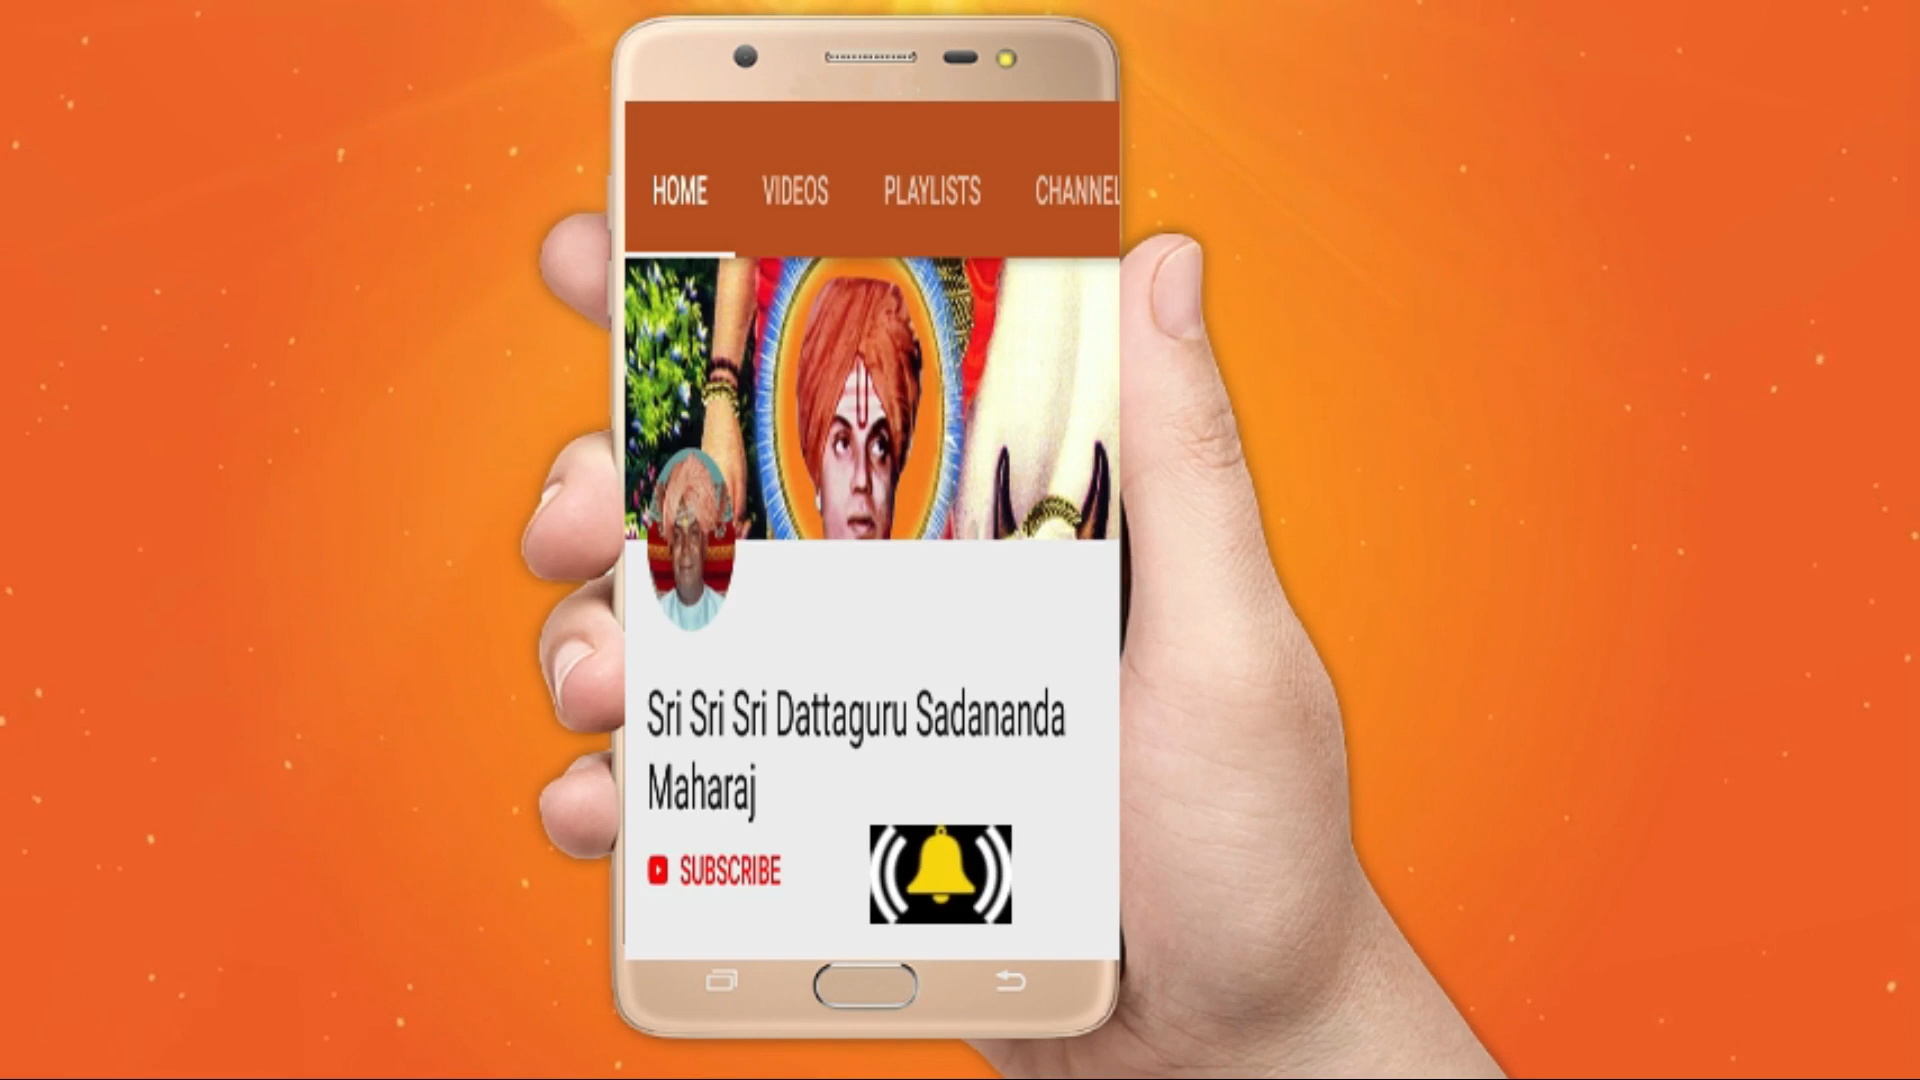 HOME VIDEOS PLAYLISTS CHANNEL
Sri Sri Sri Dattaguru Sadananda
Maharaj
SUBSCRIBE